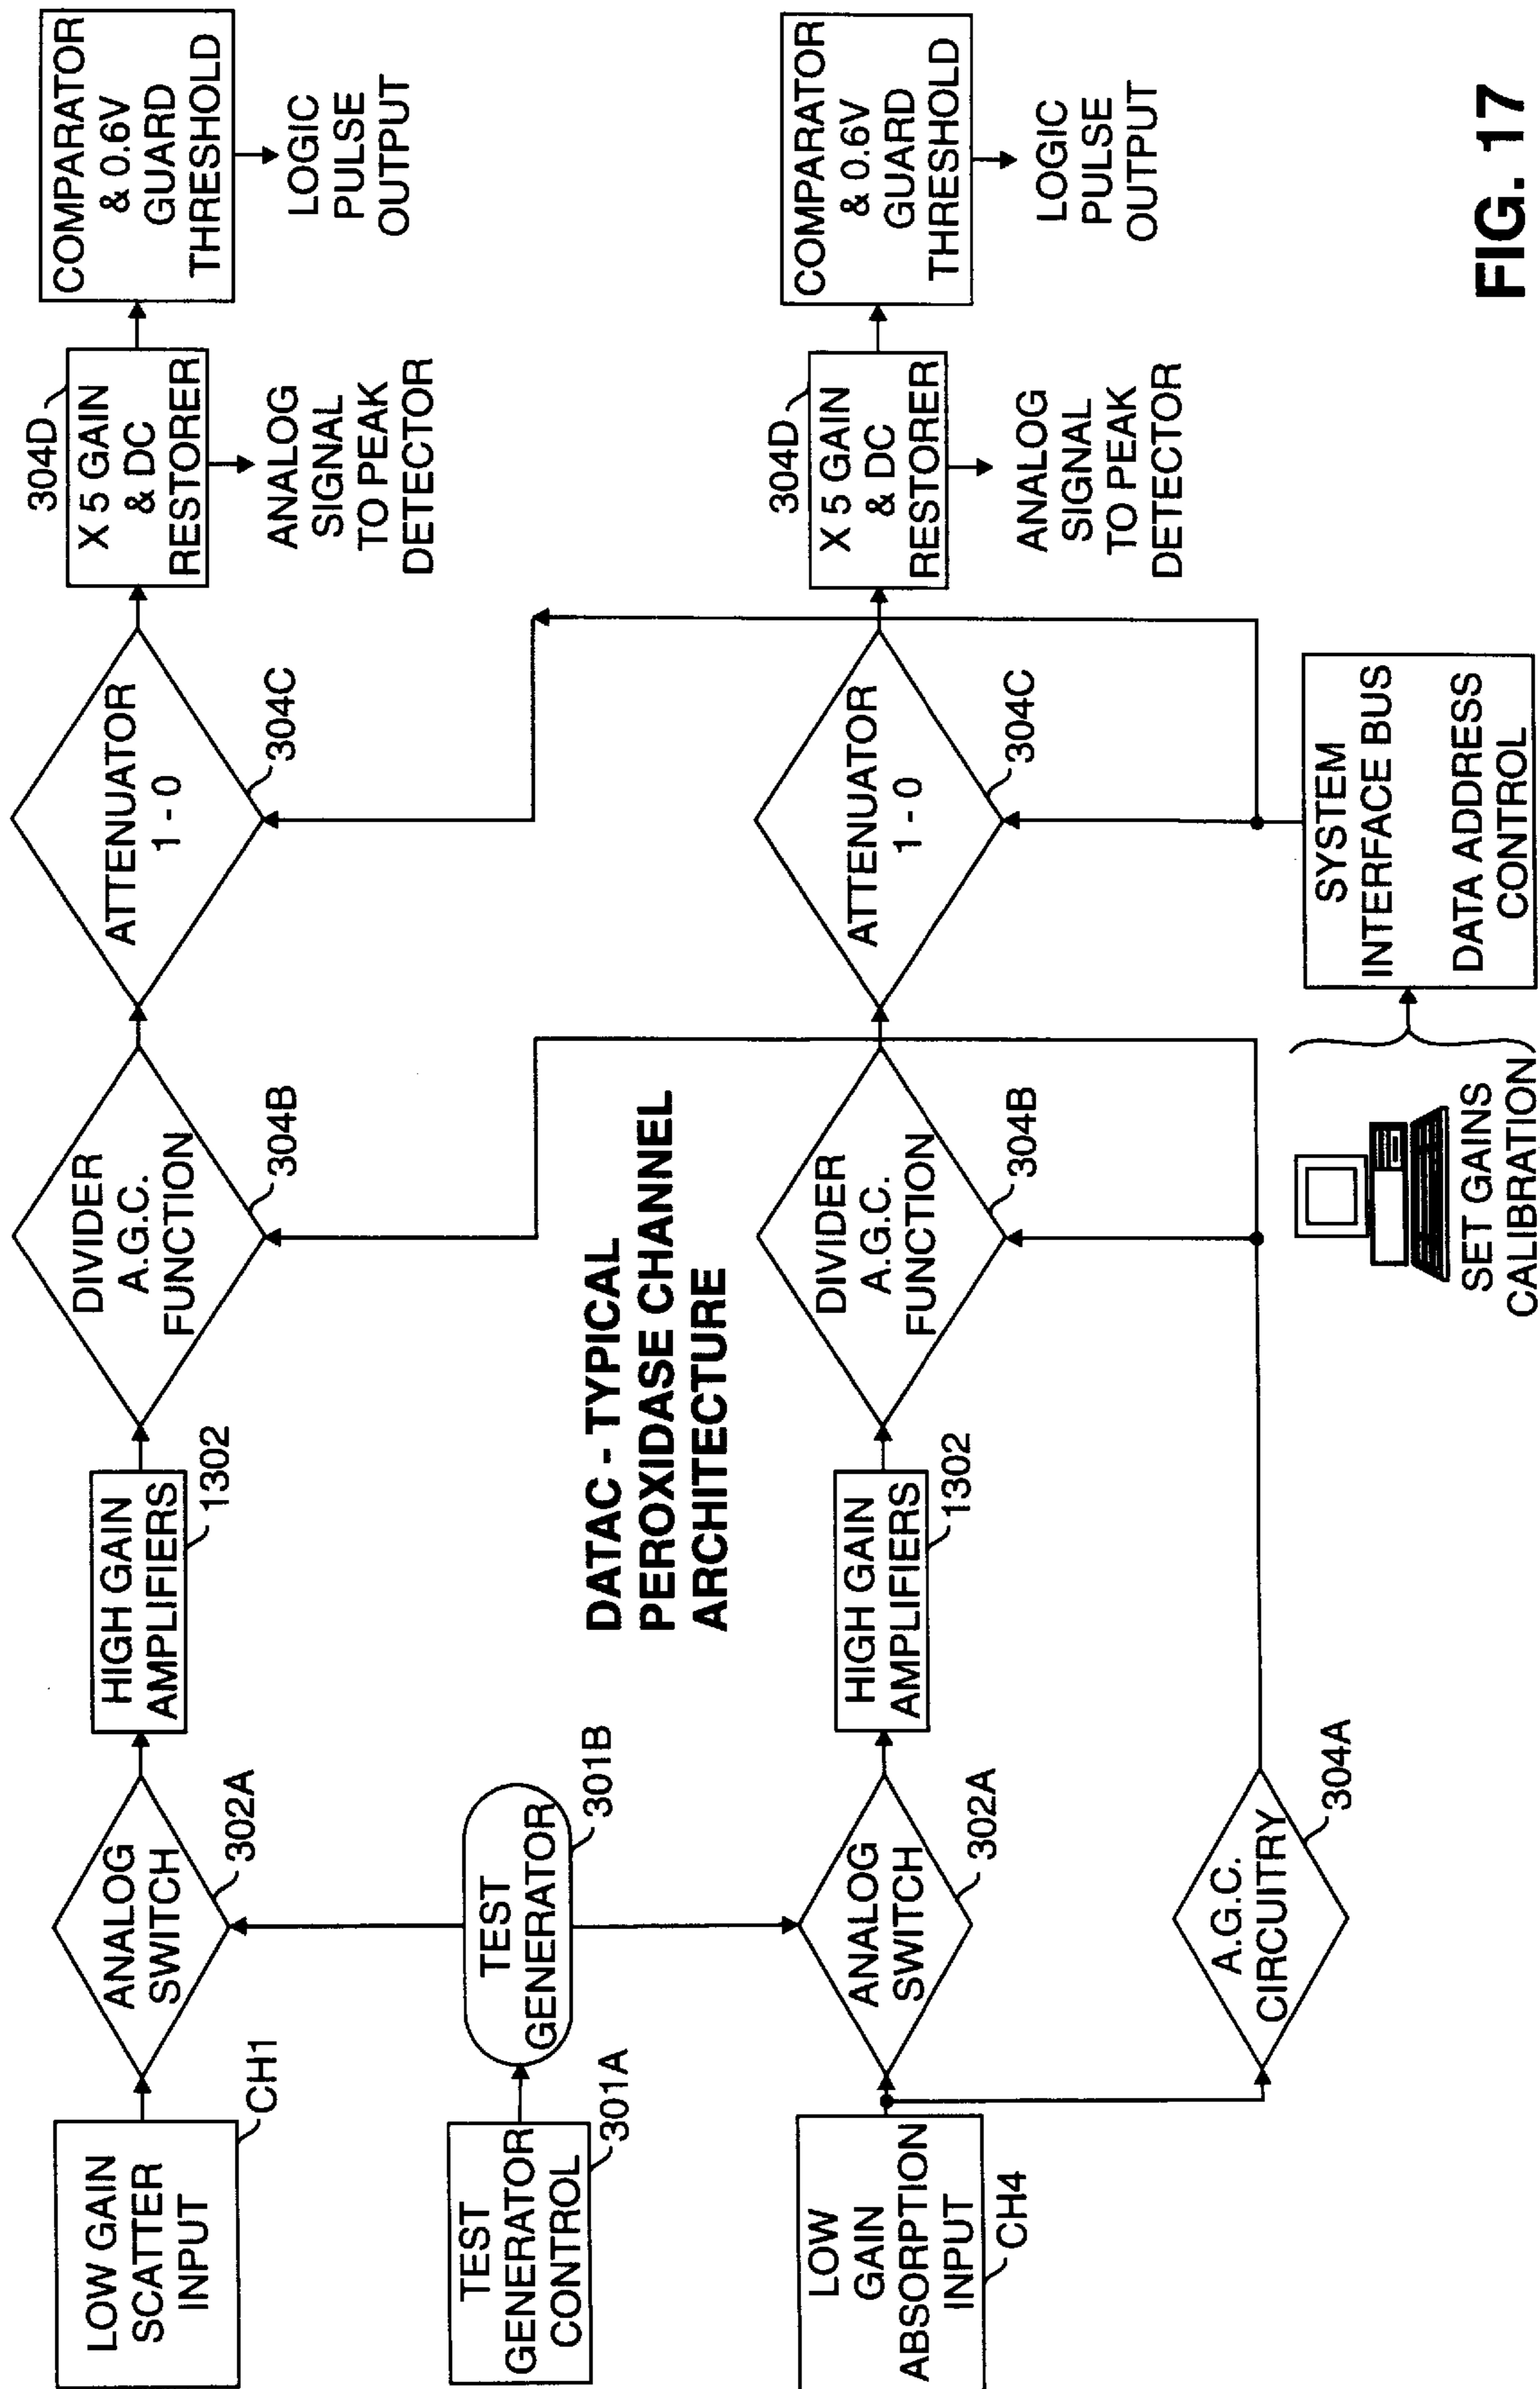 LOW GAIN
SCATTER
INPUT
CH1
ANALOG
SWITCH
302A
HIGH GAIN
AMPLIFIERS
1302
DIVIDER
A.G.C.
FUNCTION
304B
ATTENUATOR
1 - 0
304C
304D
X 5 GAIN
& DC
RESTORER
ANALOG
SIGNAL
TO PEAK
DETECTOR
COMPARATOR
& 0.6V
GUARD
THRESHOLD
LOGIC
PULSE
OUTPUT
TEST
GENERATOR
CONTROL
301A
TEST
GENERATOR
301B
DATAC - TYPICAL
PEROXIDASE CHANNEL
ARCHITECTURE
LOW
GAIN
ABSORPTION
INPUT
CH4
ANALOG
SWITCH
302A
HIGH GAIN
AMPLIFIERS
1302
DIVIDER
A.G.C.
FUNCTION
304B
ATTENUATOR
1 - 0
304C
304D
X 5 GAIN
& DC
RESTORER
ANALOG
SIGNAL
TO PEAK
DETECTOR
COMPARATOR
& 0.6V
GUARD
THRESHOLD
LOGIC
PULSE
OUTPUT
A.G.C.
CIRCUITRY
304A
SET GAINS
CALIBRATION
SYSTEM
INTERFACE BUS
DATA ADDRESS
CONTROL
FIG. 17